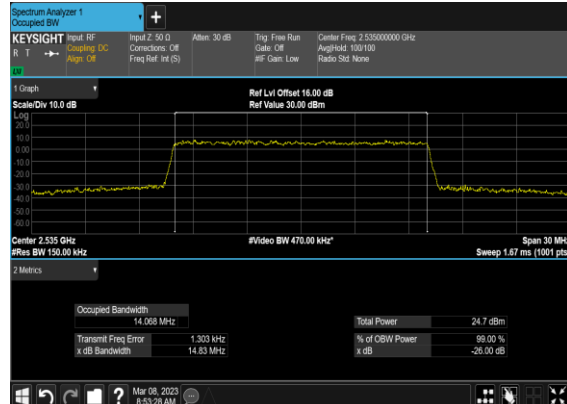 Spectrum Analyzer 1
Occupied BW
+
KEYSIGHT
R T
LXI
Input: RF
Coupling: DC
Align: Off
Input Z: 50 Ω
Corrections: Off
Freq Ref: Int (S)
Atten: 30 dB
Trig: Free Run
Gate: Off
#IF Gain: Low
Center Freq: 2.535000000 GHz
Avg|Hold: 100/100
Radio Std: None
1 Graph
Scale/Div 10.0 dB
Ref Lvl Offset 16.00 dB
Ref Value 30.00 dBm
Log
20.0
10.0
0.00
-10.0
-20.0
-30.0
-40.0
-50.0
-60.0
Center 2.535 GHz
#Res BW 150.00 kHz
#Video BW 470.00 kHz*
Span 30 MHz
Sweep 1.67 ms (1001 pts
2 Metrics
Occupied Bandwidth
14.068 MHz
Total Power 24.7 dBm
Transmit Freq Error 1.303 kHz
% of OBW Power 99.00 %
x dB Bandwidth 14.83 MHz
x dB -26.00 dB
?
Mar 08, 2023
8:53:28 AM